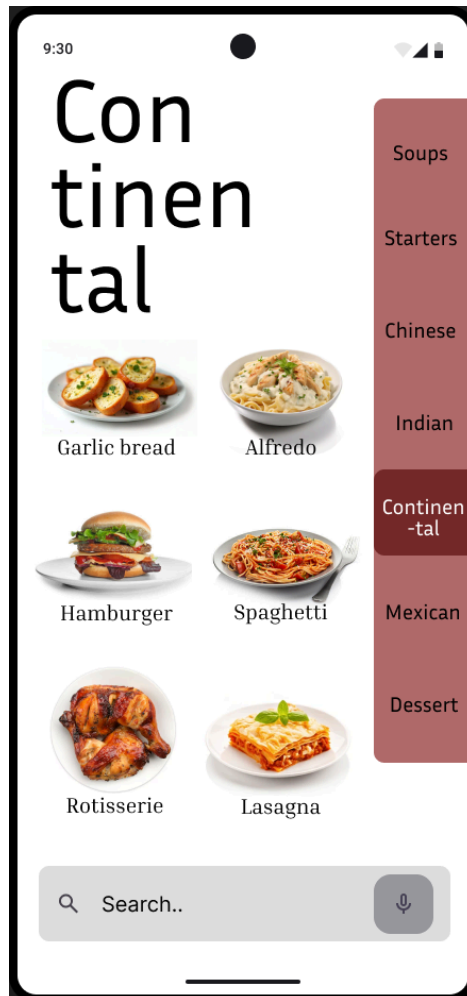 9:30
Con
tinen
tal
Garlic bread
Alfredo
Hamburger
Spaghetti
Rotisserie
Lasagna
Soups
Starters
Chinese
Indian
Continen
-tal
Mexican
Dessert
Search..